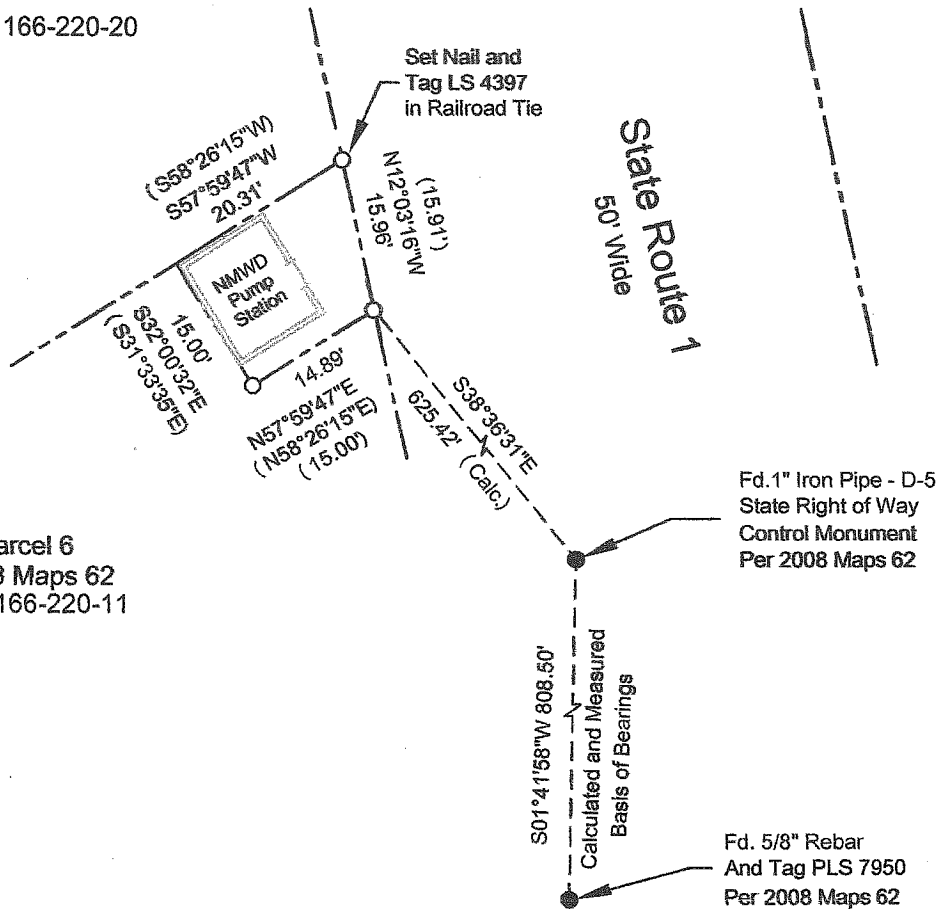 166-220-20
Set Nail and
Tag LS 4397
in Railroad Tie
(S58°26'15"W)
S57°59'47"W
20.31'
(15.91')
N12°03'16"W
15.96'
State Route 1
50' Wide
NMWD
Pump
Station
15.00'
S32°00'32"E
(S31°33'35"E)
14.89'
N57°59'47"E
(N58°26'15"E)
(15.00')
S38°36'31"E
625.42' (Calc.)
Fd.1" Iron Pipe - D-5
State Right of Way
Control Monument
Per 2008 Maps 62
arcel 6
8 Maps 62
166-220-11
S01°41'58"W 808.50'
Calculated and Measured
Basis of Bearings
Fd. 5/8" Rebar
And Tag PLS 7950
Per 2008 Maps 62